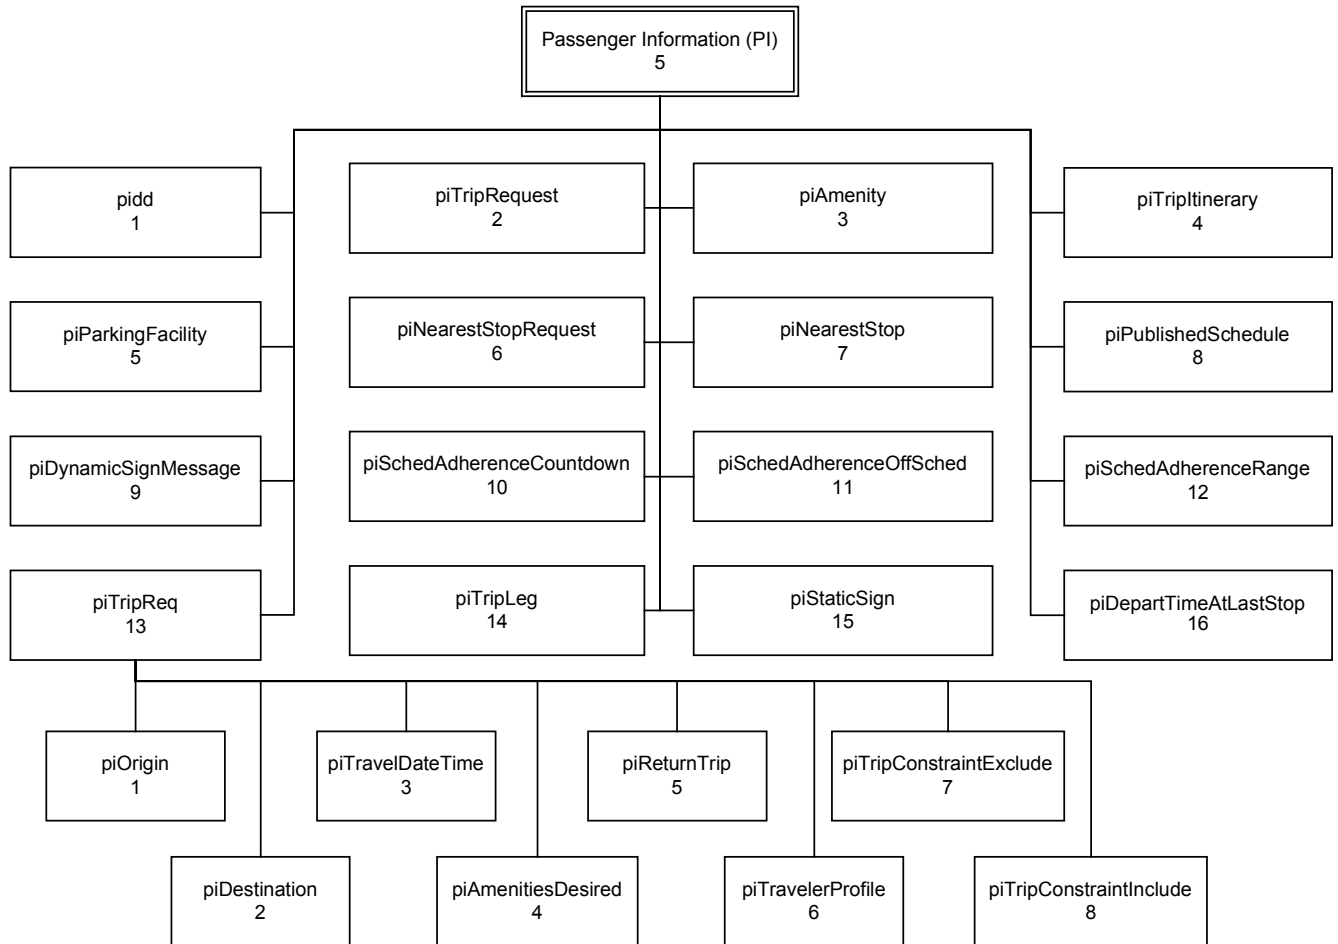 Passenger Information (PI)
5
pidd
1
piTripRequest
2
piAmenity
3
piTripItinerary
4
piParkingFacility
5
piNearestStopRequest
6
piNearestStop
7
piPublishedSchedule
8
piDynamicSignMessage
9
piSchedAdherenceCountdown
10
piSchedAdherenceOffSched
11
piSchedAdherenceRange
12
piTripReq
13
piTripLeg
14
piStaticSign
15
piDepartTimeAtLastStop
16
piOrigin
1
piTravelDateTime
3
piReturnTrip
5
piTripConstraintExclude
7
piDestination
2
piAmenitiesDesired
4
piTravelerProfile
6
piTripConstraintInclude
8